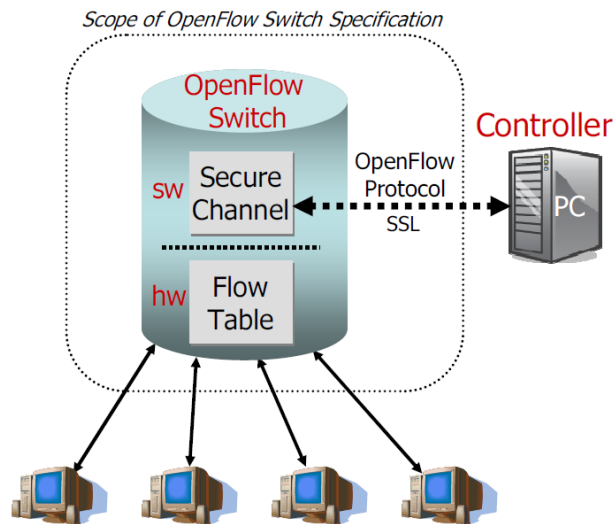 Scope of OpenFlow Switch Specification
OpenFlow
Switch
Controller
sw
Secure
Channel
OpenFlow
Protocol
SSL
PC
hw
Flow
Table